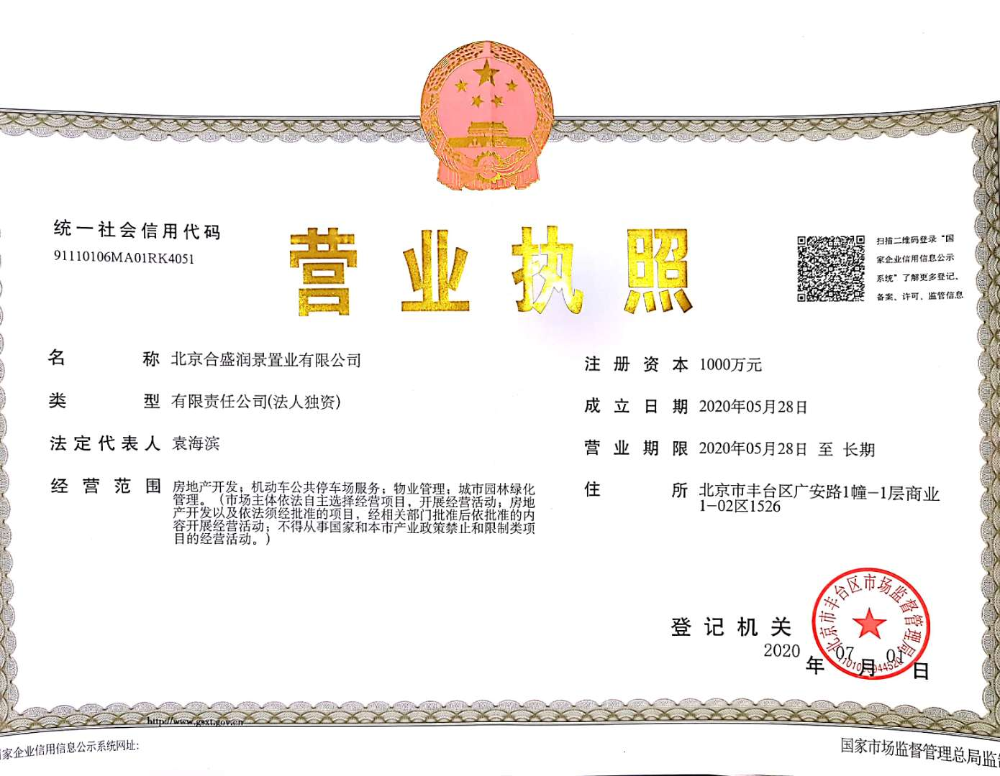 统一社会信用代码
91110106MA01RK4051
营业执照
扫描二维码登录“国
家企业信用信息公示
系统”了解更多登记、
备案、许可、监管信息
名称 北京合盛润景置业有限公司
类型 有限责任公司(法人独资)
法定代表人 袁海滨
经营范围 房地产开发；机动车公共停车场服务；物业管理；城市园林绿化
管理。（市场主体依法自主选择经营项目，开展经营活动；房地
产开发以及依法须经批准的项目，经相关部门批准后依批准的内
容开展经营活动；不得从事国家和本市产业政策禁止和限制类项
目的经营活动。）
注册资本 1000万元
成立日期 2020年05月28日
营业期限 2020年05月28日 至 长期
住所 北京市丰台区广安路1幢-1层商业
1-02区1526
登记机关
北京市丰台区市场监督管理局
2020年07月01日
http://www.gsxt.gov.cn
家企业信用信息公示系统网址：
国家市场监督管理总局监